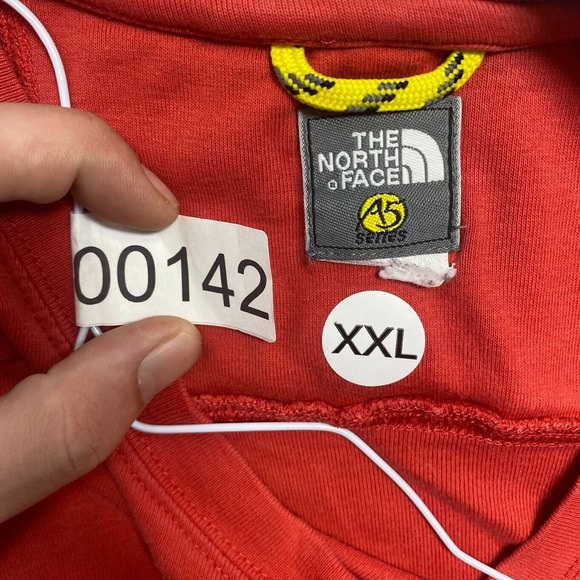 THE
NORTH
FACE
A5
series
00142
XXL